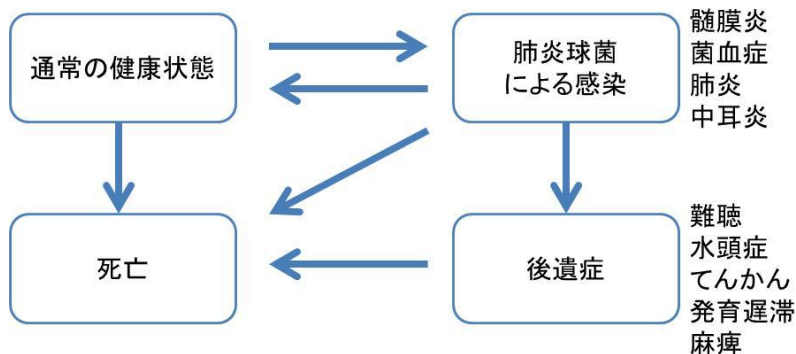 通常の健康状態
肺炎球菌
による感染
髄膜炎
菌血症
肺炎
中耳炎
死亡
後遺症
難聴
水頭症
てんかん
発育遅滞
麻痺